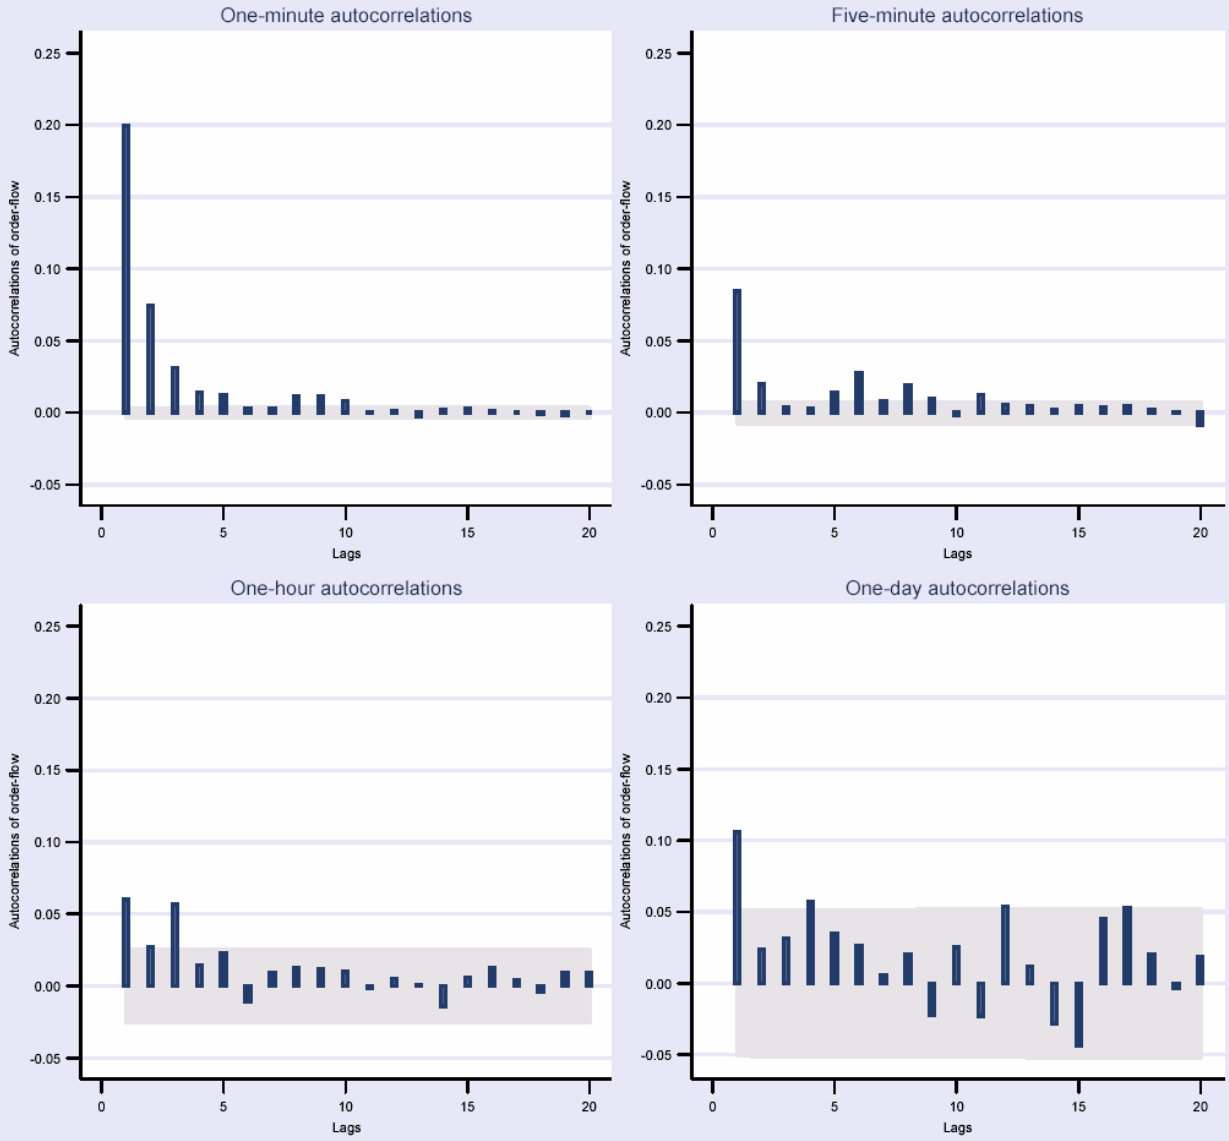 One-minute autocorrelations
Autocorrelations of order-flow
0.25
0.20
0.15
0.10
0.05
0.00
-0.05
0 5 10 15 20
Lags
Five-minute autocorrelations
Autocorrelations of order-flow
0.25
0.20
0.15
0.10
0.05
0.00
-0.05
0 5 10 15 20
Lags
One-hour autocorrelations
Autocorrelations of order-flow
0.25
0.20
0.15
0.10
0.05
0.00
-0.05
0 5 10 15 20
Lags
One-day autocorrelations
Autocorrelations of order-flow
0.25
0.20
0.15
0.10
0.05
0.00
-0.05
0 5 10 15 20
Lags